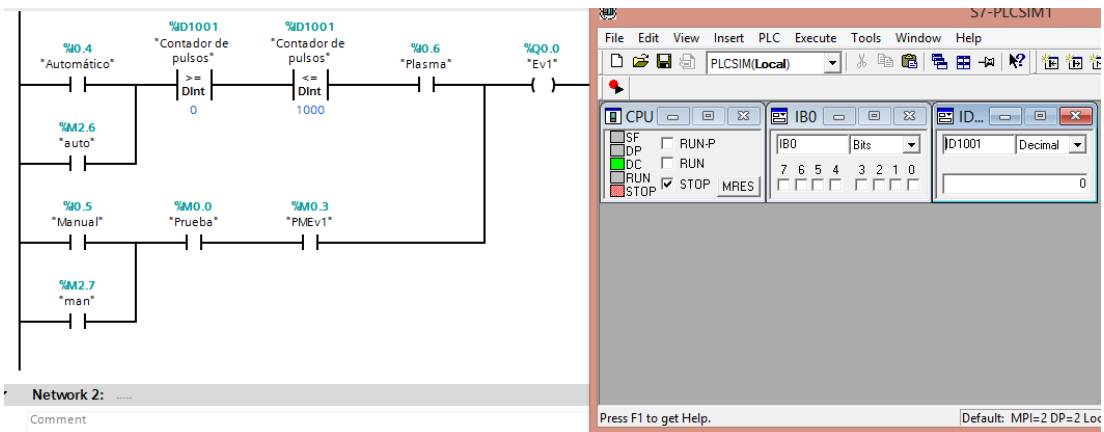 %ID1001
%ID1001
%I0.4
"Automático"
"Contador de
pulsos"
"Contador de
pulsos"
%I0.6
"Plasma"
%Q0.0
"Ev1"
>=
DInt
<=
DInt
0
1000
%M2.6
"auto"
%I0.5
"Manual"
%M0.0
"Prueba"
%M0.3
"PMEv1"
%M2.7
"man"
Network 2: .....
Comment
S7-PLCSIM1
File Edit View Insert PLC Execute Tools Window Help
PLCSIM(Local)
CPU
SF
DP
DC
RUN
STOP
RUN-P
RUN
STOP
MRES
IB0
IB0
Bits
7 6 5 4 3 2 1 0
ID...
ID1001
Decimal
0
Press F1 to get Help.
Default: MPI=2 DP=2 Loc